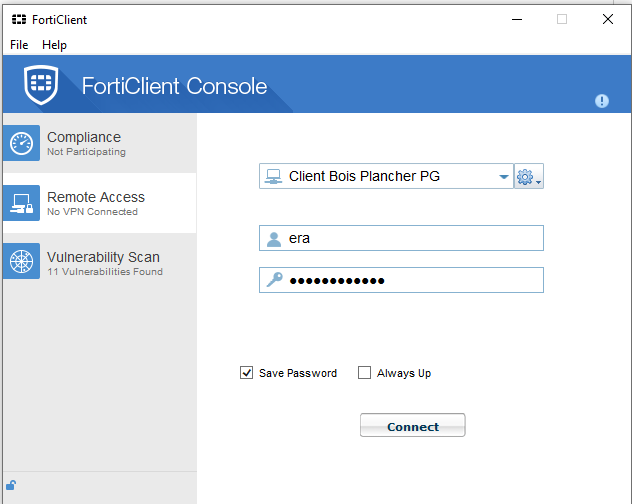 FortiClient
File Help
FortiClient Console
Compliance
Not Participating
Remote Access
No VPN Connected
Vulnerability Scan
11 Vulnerabilities Found
Client Bois Plancher PG
era
●●●●●●●●●●●●
Save Password
Always Up
Connect